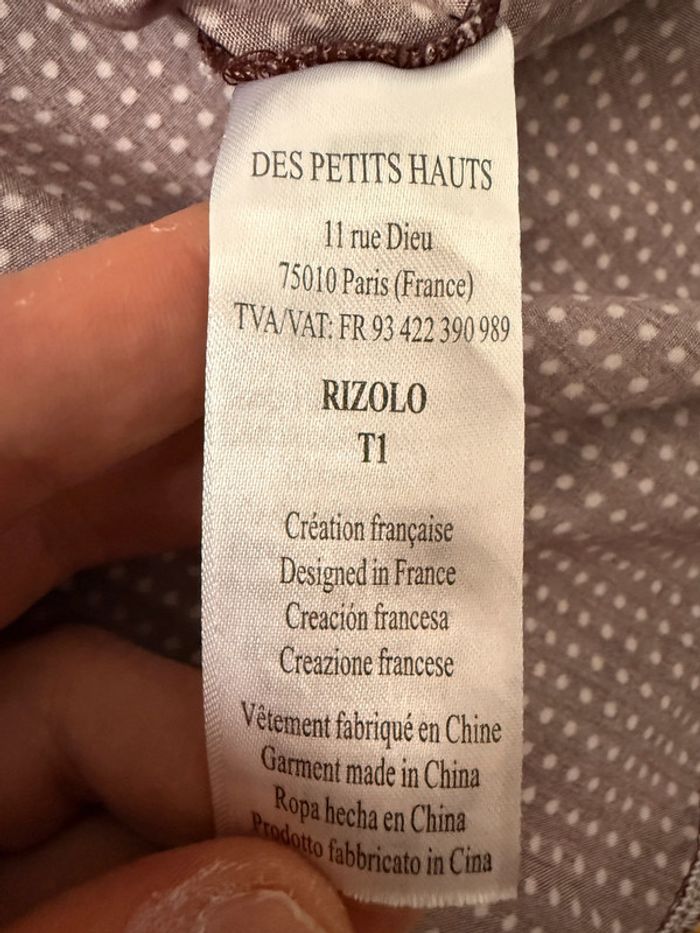 DES PETITS HAUTS
11 rue Dieu
75010 Paris (France)
TVA/VAT: FR 93 422 390 989
RIZOLO
T1
Création française
Designed in France
Creación francesa
Creazione francese
Vêtement fabriqué en Chine
Garment made in China
Ropa hecha en China
Prodotto fabbricato in Cina